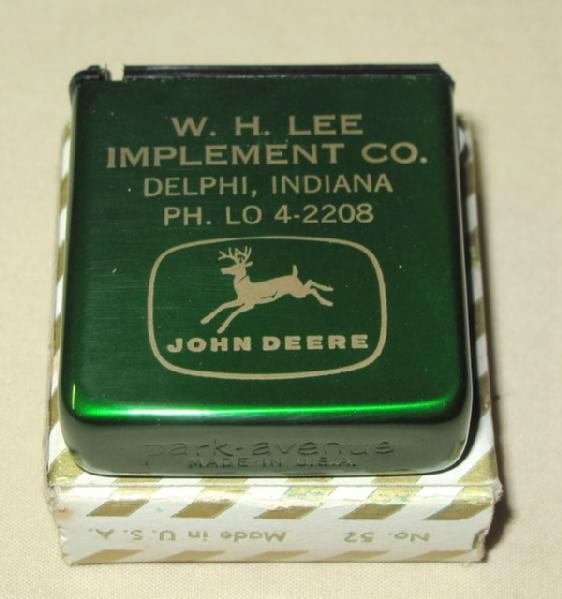 W. H. LEE
IMPLEMENT CO.
DELPHI, INDIANA
PH. LO 4-2208
JOHN DEERE
park·avenue
MADE IN U.S.A.
No. 52 Made in U.S.A.